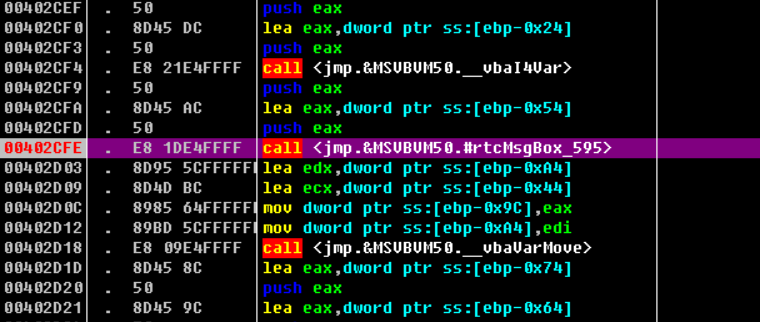 00402CEF . 50 push eax
00402CF0 . 8D45 DC lea eax,dword ptr ss:[ebp-0x24]
00402CF3 . 50 push eax
00402CF4 . E8 21E4FFFF call <jmp.&MSVBVM50.__vbaI4Var>
00402CF9 . 50 push eax
00402CFA . 8D45 AC lea eax,dword ptr ss:[ebp-0x54]
00402CFD . 50 push eax
00402CFE . E8 1DE4FFFF call <jmp.&MSVBVM50.#rtcMsgBox_595>
00402D03 . 8D95 5CFFFFFF lea edx,dword ptr ss:[ebp-0xA4]
00402D09 . 8D4D BC lea ecx,dword ptr ss:[ebp-0x44]
00402D0C . 8985 64FFFFFF mov dword ptr ss:[ebp-0x9C],eax
00402D12 . 89BD 5CFFFFFF mov dword ptr ss:[ebp-0xA4],edi
00402D18 . E8 09E4FFFF call <jmp.&MSVBVM50.__vbaVarMove>
00402D1D . 8D45 8C lea eax,dword ptr ss:[ebp-0x74]
00402D20 . 50 push eax
00402D21 . 8D45 9C lea eax,dword ptr ss:[ebp-0x64]